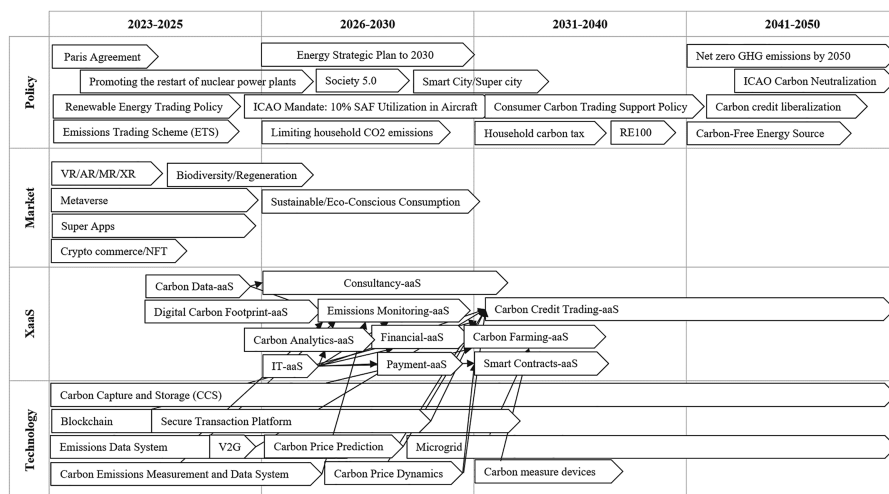 2023-2025 2026-2030 2031-2040 2041-2050
Policy
Paris Agreement Energy Strategic Plan to 2030 Net zero GHG emissions by 2050
Promoting the restart of nuclear power plants Society 5.0 Smart City/Super city ICAO Carbon Neutralization
Renewable Energy Trading Policy ICAO Mandate: 10% SAF Utilization in Aircraft Consumer Carbon Trading Support Policy Carbon credit liberalization
Emissions Trading Scheme (ETS) Limiting household CO2 emissions Household carbon tax RE100 Carbon-Free Energy Source
Market
VR/AR/MR/XR Biodiversity/Regeneration
Metaverse Sustainable/Eco-Conscious Consumption
Super Apps
Crypto commerce/NFT
XaaS
Carbon Data-aaS Consultancy-aaS
Digital Carbon Footprint-aaS Emissions Monitoring-aaS Carbon Credit Trading-aaS
Carbon Analytics-aaS Financial-aaS Carbon Farming-aaS
IT-aaS Payment-aaS Smart Contracts-aaS
Technology
Carbon Capture and Storage (CCS)
Blockchain Secure Transaction Platform
Emissions Data System V2G Carbon Price Prediction Microgrid
Carbon Emissions Measurement and Data System Carbon Price Dynamics Carbon measure devices